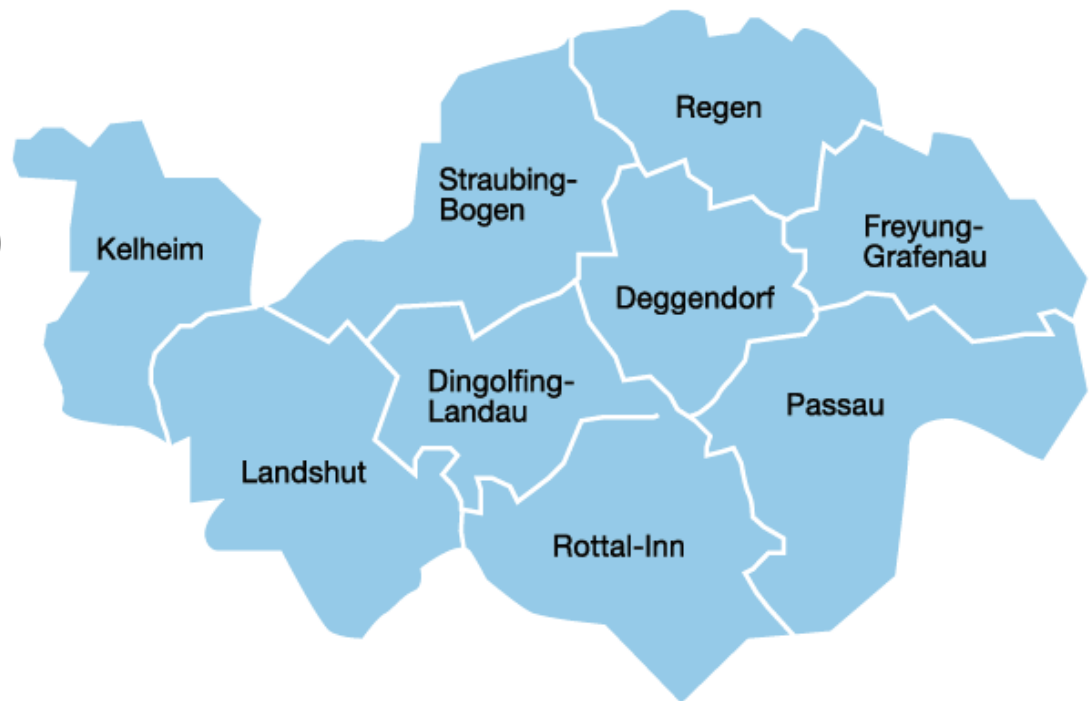 Regen
Straubing-
Bogen
Freyung-
Grafenau
Kelheim
Deggendorf
Dingolfing-
Landau
Passau
Landshut
Rottal-Inn